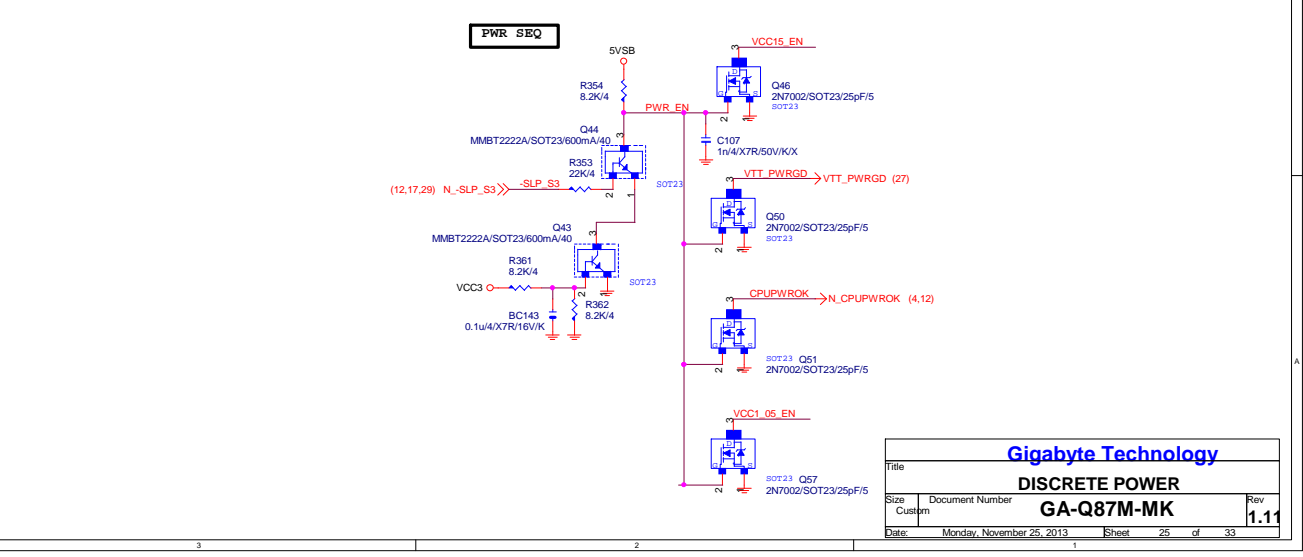 PWR SEQ
5VSB
R354
8.2K/4
PWR_EN
3
VCC15_EN
D
G
S
2
1
Q46
2N7002/SOT23/25pF/5
SOT23
C107
1n/4/X7R/50V/K/X
Q44
MMBT2222A/SOT23/600mA/40
3
R353
22K/4
(12,17,29) N_-SLP_S3
-SLP_S3
2
1
SOT23
3
VTT_PWRGD
VTT_PWRGD (27)
D
G
S
2
1
Q50
2N7002/SOT23/25pF/5
SOT23
Q43
MMBT2222A/SOT23/600mA/40
3
R361
8.2K/4
VCC3
2
1
SOT23
R362
8.2K/4
BC143
0.1u/4/X7R/16V/K
3
CPUPWROK
N_CPUPWROK (4,12)
D
G
S
2
1
SOT23 Q51
2N7002/SOT23/25pF/5
3
VCC1_05_EN
D
G
S
2
1
SOT23 Q57
2N7002/SOT23/25pF/5
A
Gigabyte Technology
Title
DISCRETE POWER
Size Document Number Rev
Custom GA-Q87M-MK 1.11
Date: Monday, November 25, 2013 Sheet 25 of 33
3 2 1